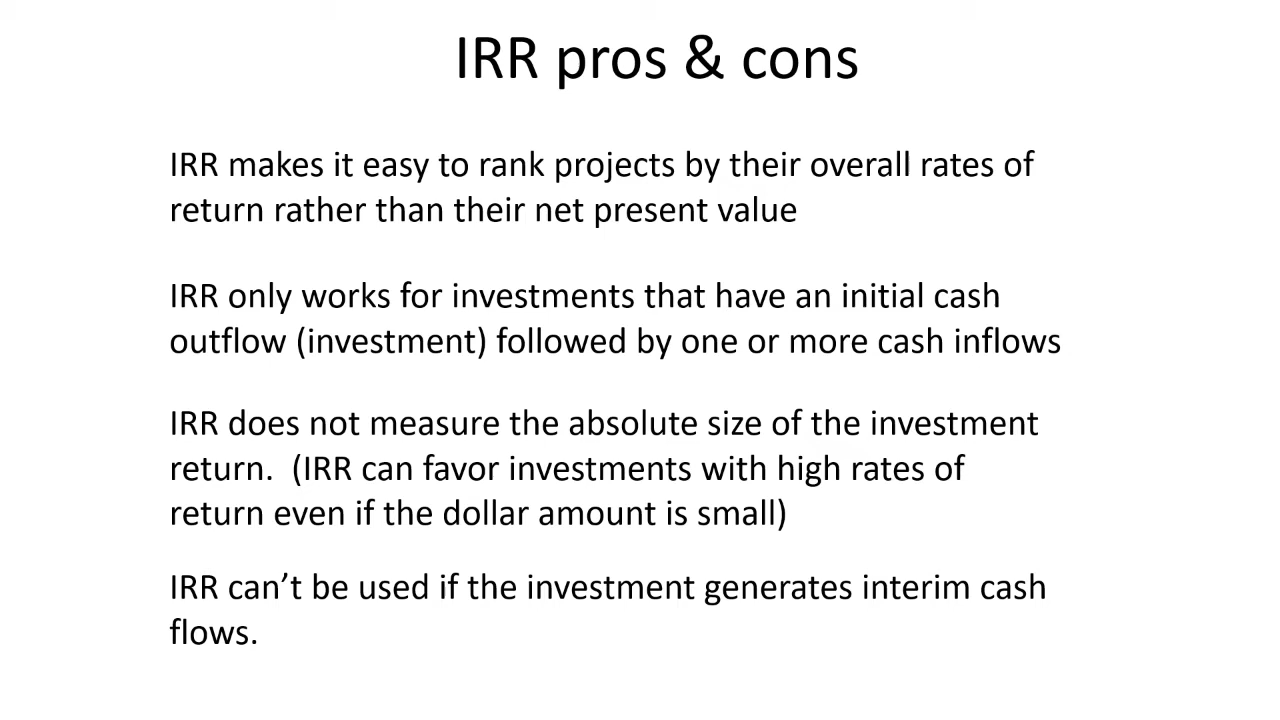 IRR pros & cons
IRR makes it easy to rank projects by their overall rates of
return rather than their net present value
IRR only works for investments that have an initial cash
outflow (investment) followed by one or more cash inflows
IRR does not measure the absolute size of the investment
return.  (IRR can favor investments with high rates of
return even if the dollar amount is small)
IRR can’t be used if the investment generates interim cash
flows.